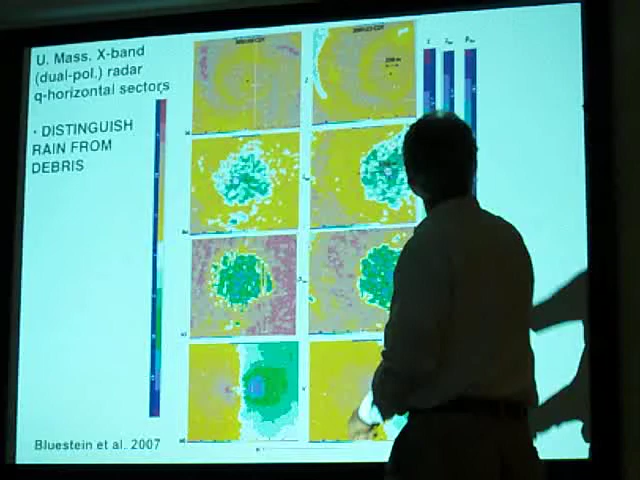 U. Mass. X-band
(dual-pol.) radar
q-horizontal sectors
· DISTINGUISH
RAIN FROM
DEBRIS
Bluestein et al. 2007